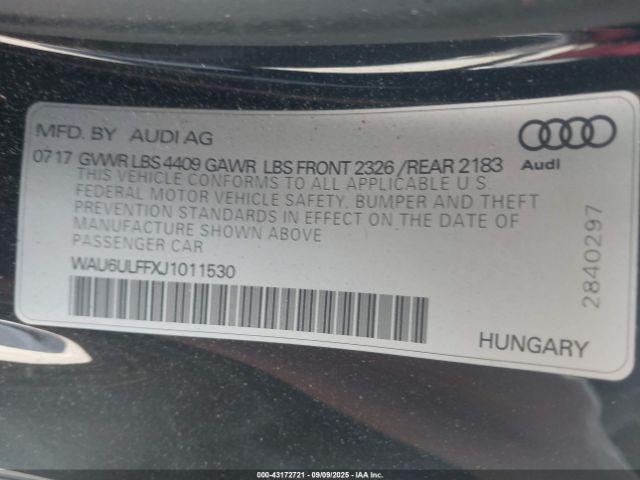 MFD. BY AUDI AG
0717 GVWR LBS 4409 GAWR LBS FRONT 2326 /REAR 2183
THIS VEHICLE CONFORMS TO ALL APPLICABLE U.S.
FEDERAL MOTOR VEHICLE SAFETY, BUMPER AND THEFT
PREVENTION STANDARDS IN EFFECT ON THE DATE OF
MANUFACTURE SHOWN ABOVE
PASSENGER CAR
WAU6ULFFXJ1011530
Audi
2840297
HUNGARY
000-43172721 - 09/09/2025 - IAA Inc.